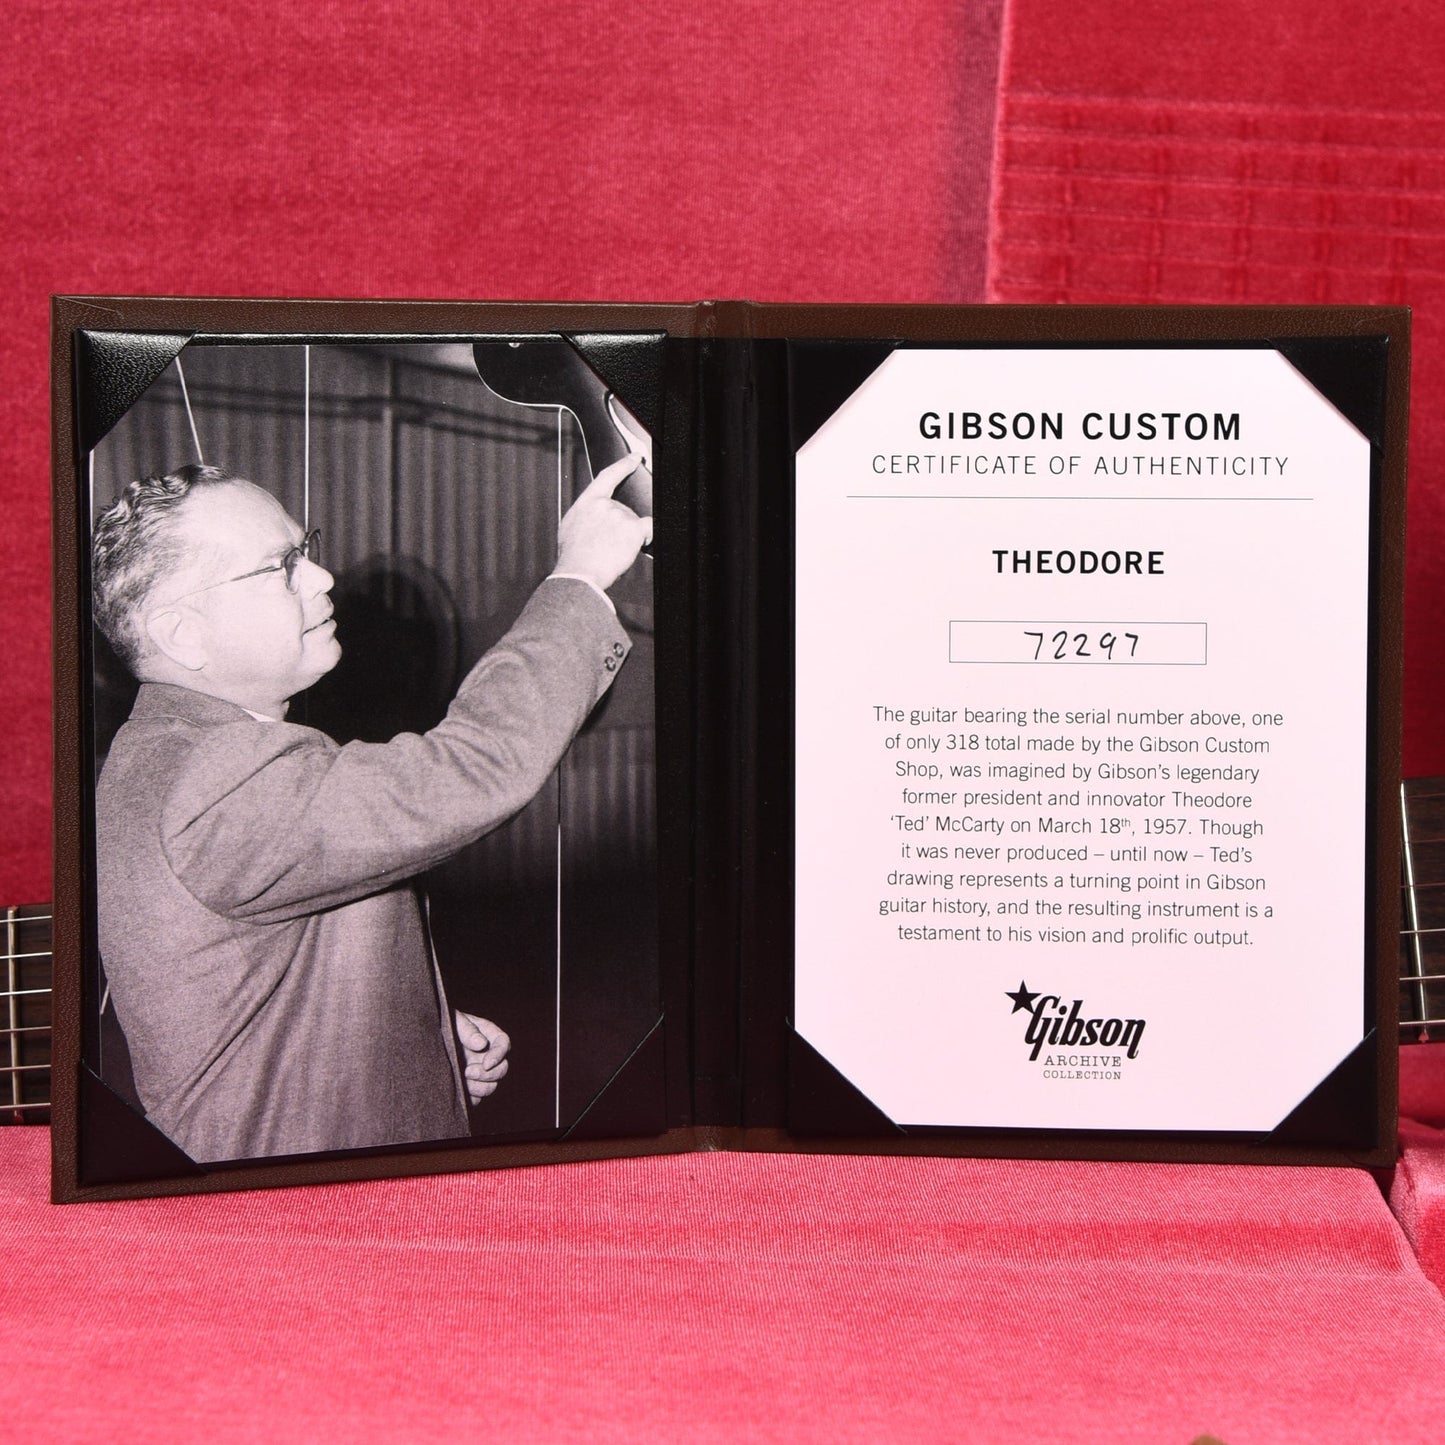 GIBSON CUSTOM
CERTIFICATE OF AUTHENTICITY
THEODORE
72297
The guitar bearing the serial number above, one
of only 318 total made by the Gibson Custom
Shop, was imagined by Gibson's legendary
former president and innovator Theodore
‘Ted’ McCarty on March 18th, 1957. Though
it was never produced – until now – Ted's
drawing represents a turning point in Gibson
guitar history, and the resulting instrument is a
testament to his vision and prolific output.
Gibson
ARCHIVE
COLLECTION